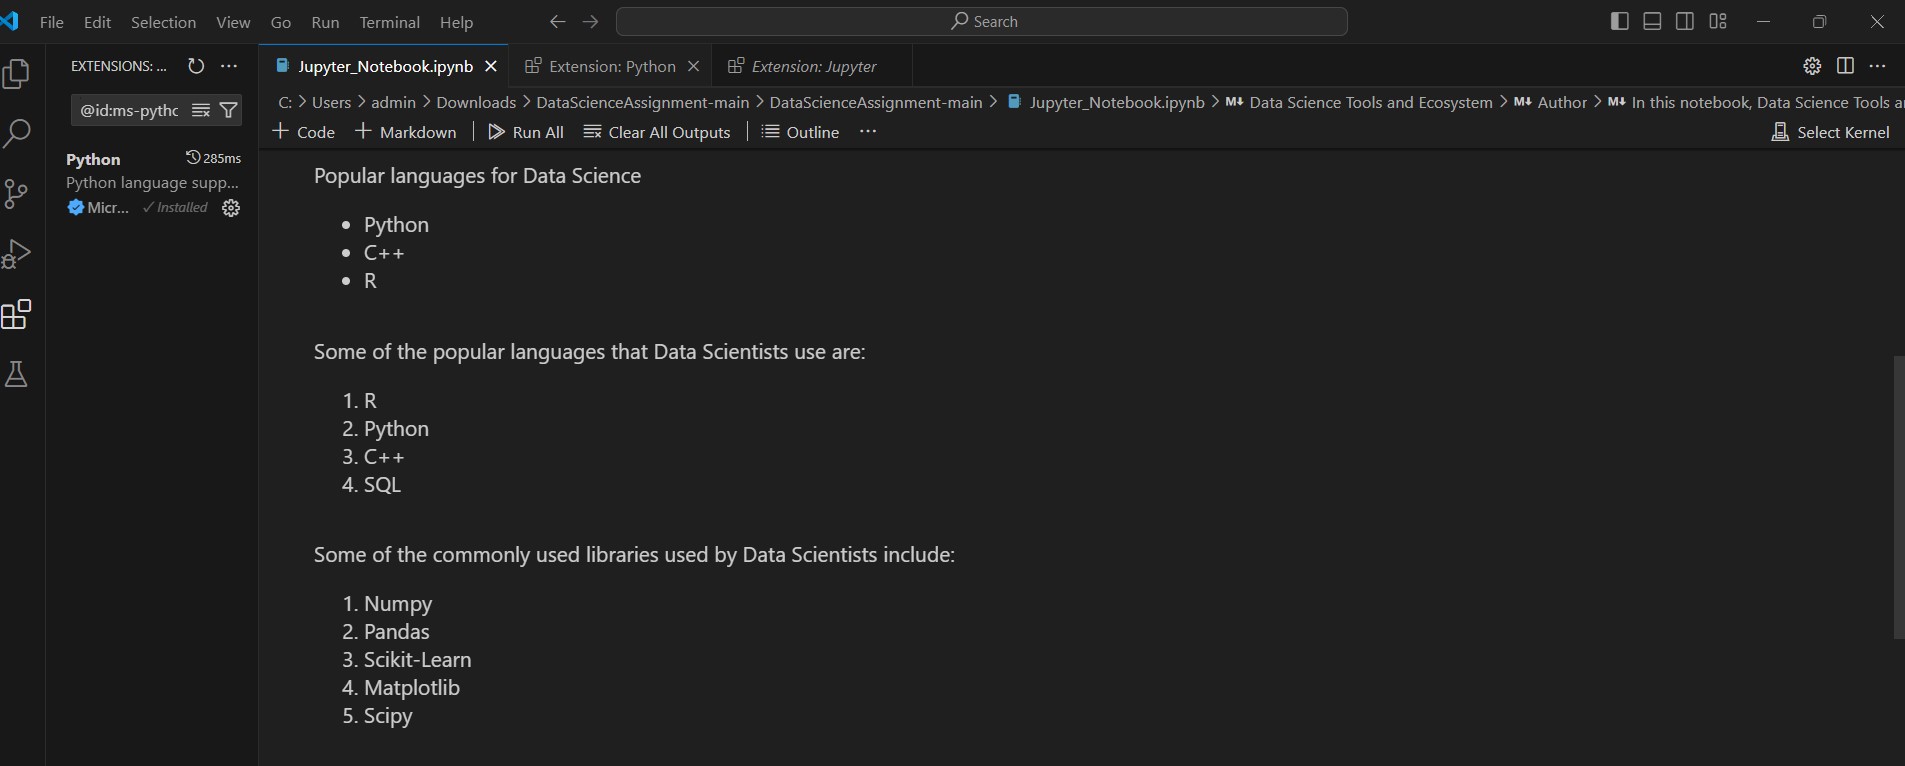 File Edit Selection View Go Run Terminal Help
Search
EXTENSIONS: ...
Jupyter_Notebook.ipynb
Extension: Python
Extension: Jupyter
@id:ms-pythc
C: > Users > admin > Downloads > DataScienceAssignment-main > DataScienceAssignment-main > Jupyter_Notebook.ipynb > M↓ Data Science Tools and Ecosystem > M↓ Author > M↓ In this notebook, Data Science Tools a
+ Code + Markdown | Run All Clear All Outputs | Outline ...
Select Kernel
Python 285ms
Python language supp...
Micr... ✓ Installed
Popular languages for Data Science
• Python
• C++
• R
Some of the popular languages that Data Scientists use are:
1. R
2. Python
3. C++
4. SQL
Some of the commonly used libraries used by Data Scientists include:
1. Numpy
2. Pandas
3. Scikit-Learn
4. Matplotlib
5. Scipy